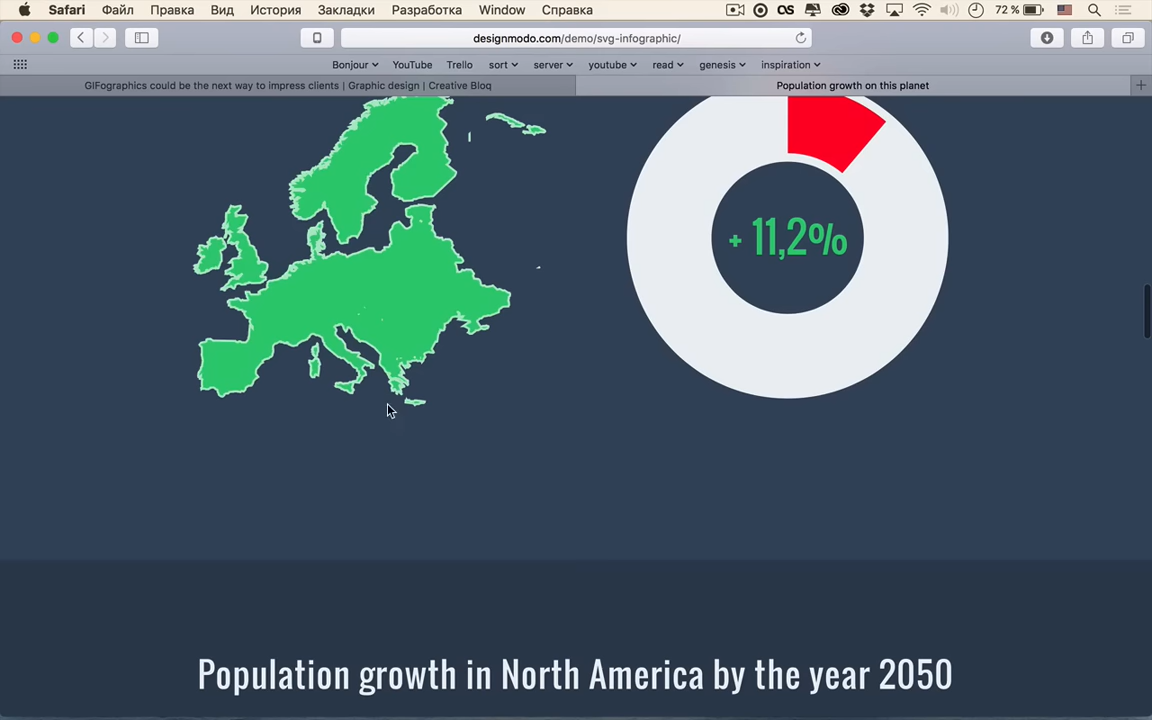 Safari Файл Правка Вид История Закладки Разработка Window Справка 72 %
designmodo.com/demo/svg-infographic/
Bonjour YouTube Trello sort server youtube read genesis inspiration
GIFographics could be the next way to impress clients | Graphic design | Creative Bloq
Population growth on this planet
+ 11,2%
Population growth in North America by the year 2050